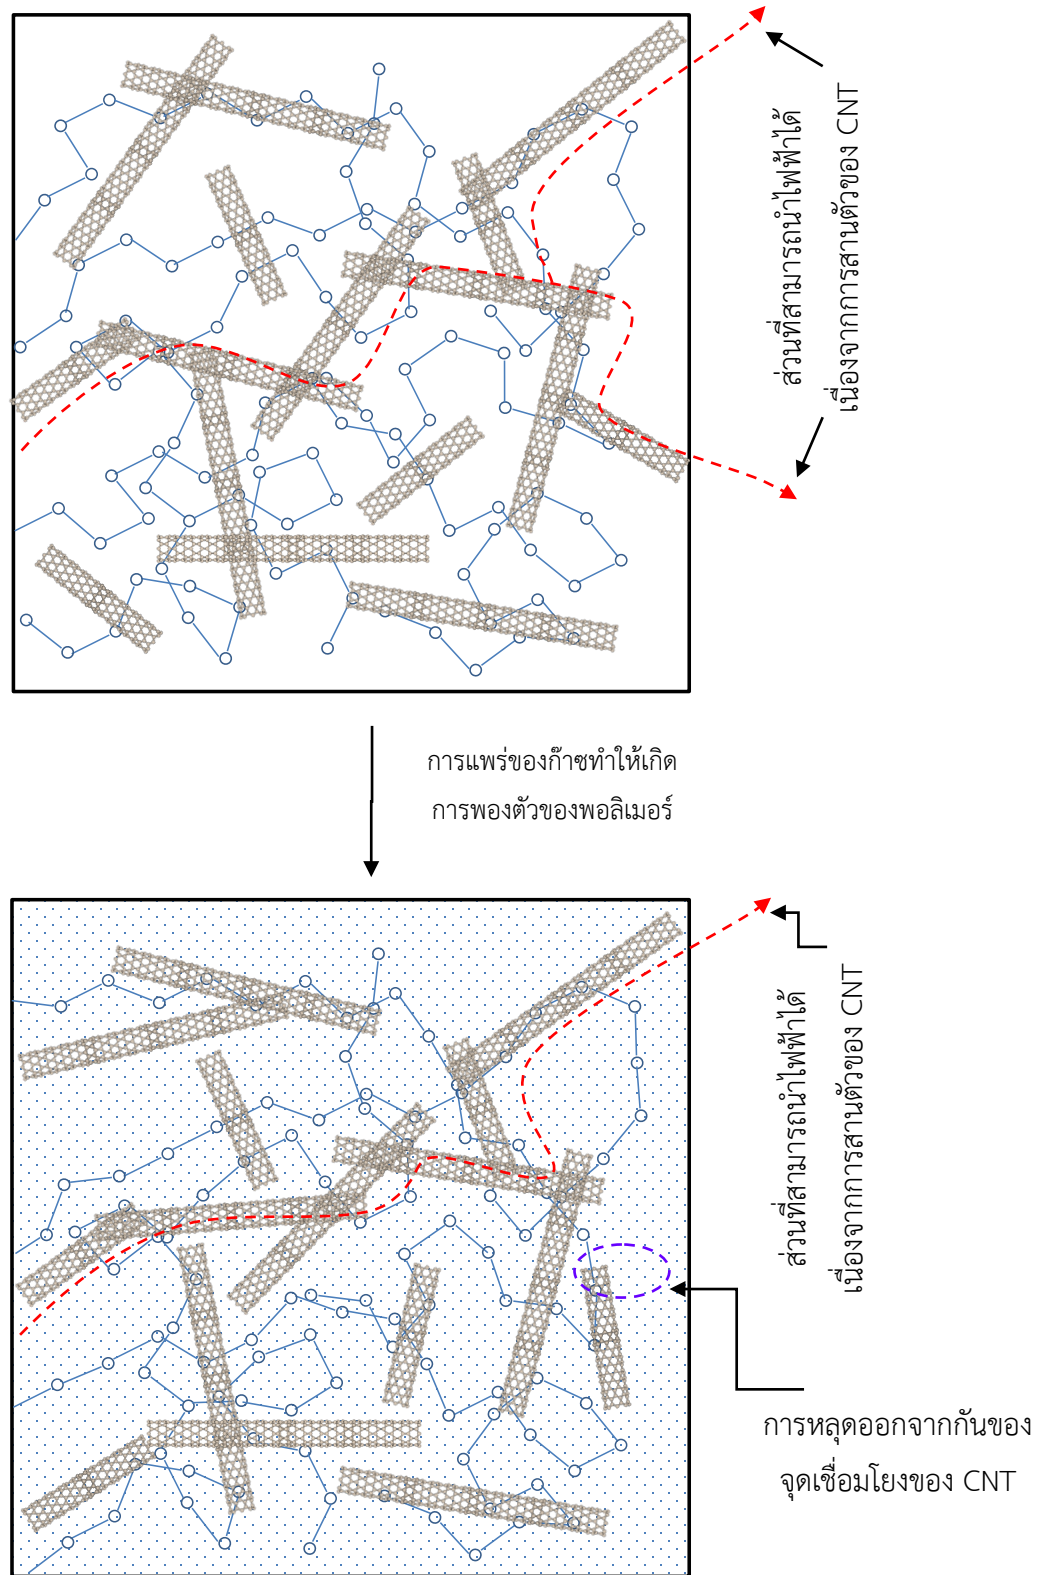 ส่วนที่สามารถนำไฟฟ้าได้
เนื่องจากการสานตัวของ CNT
การแพร่ของก๊าซทำให้เกิด
การพองตัวของพอลิเมอร์
ส่วนที่สามารถนำไฟฟ้าได้
เนื่องจากการสานตัวของ CNT
การหลุดออกจากกันของ
จุดเชื่อมโยงของ CNT